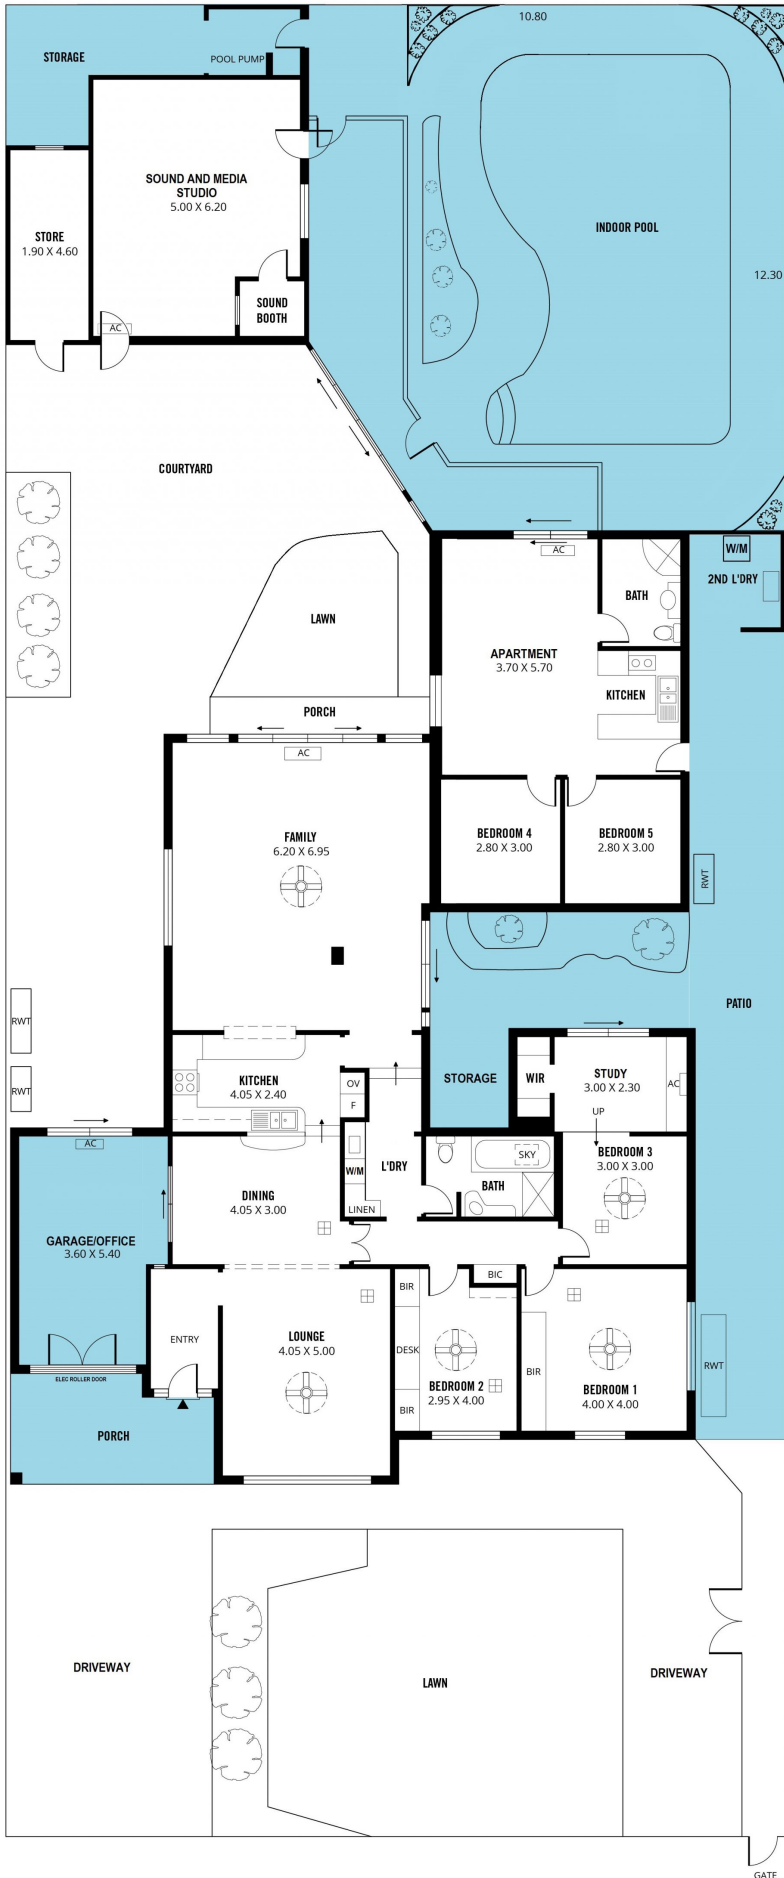 10.80
STORAGE
POOL PUMP
SOUND AND MEDIA
STUDIO
5.00 X 6.20
INDOOR POOL
STORE
1.90 X 4.60
12.30
SOUND
BOOTH
AC
COURTYARD
AC
W/M
2ND L'DRY
BATH
LAWN
APARTMENT
3.70 X 5.70
KITCHEN
PORCH
AC
FAMILY
6.20 X 6.95
BEDROOM 4
2.80 X 3.00
BEDROOM 5
2.80 X 3.00
RWT
PATIO
RWT
KITCHEN
4.05 X 2.40
OV
F
STORAGE
WIR
STUDY
3.00 X 2.30
AC
RWT
UP
AC
W/M
L'DRY
SKY
BATH
BEDROOM 3
3.00 X 3.00
DINING
4.05 X 3.00
LINEN
GARAGE/OFFICE
3.60 X 5.40
BIR
BIC
ENTRY
LOUNGE
4.05 X 5.00
DESK
BEDROOM 2
2.95 X 4.00
BIR
BIR
BEDROOM 1
4.00 X 4.00
RWT
ELEC ROLLER DOOR
PORCH
DRIVEWAY
LAWN
DRIVEWAY
GATE